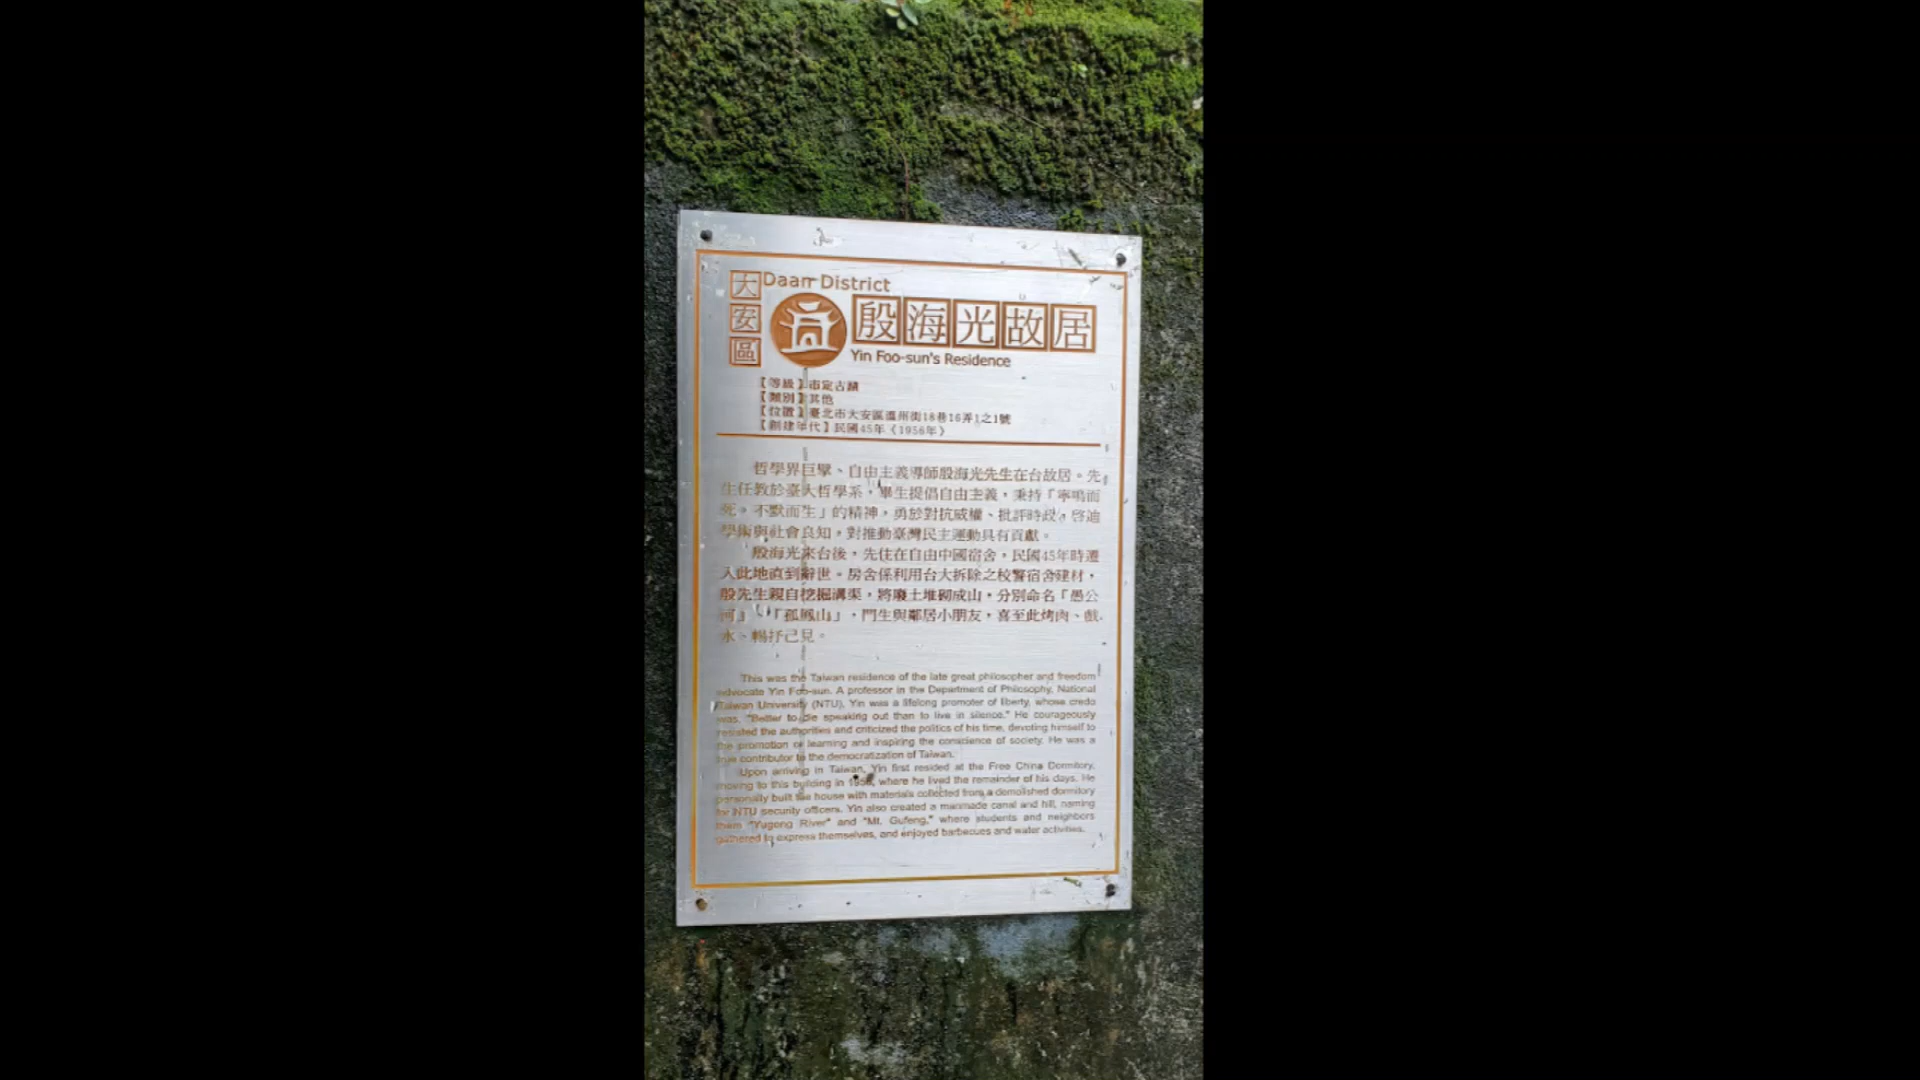 大安區
Daan District
殷海光故居
Yin Foo-sun's Residence
【等級】市定古蹟
【類別】其他
【位置】臺北市大安區溫州街18巷16弄1之1號
【創建年代】民國45年《1956年》
哲學界巨擘、自由主義導師殷海光先生在台故居。先
生任教於臺大哲學系，畢生提倡自由主義，秉持「寧鳴而
死。不默而生」的精神，勇於對抗威權、批評時政。啓迪
學術與社會良知，對推動臺灣民主運動具有貢獻。
殷海光來台後，先住在自由中國宿舍，民國45年時遷
入此地直到辭世。房舍係利用台大拆除之校警宿舍建材，
殷先生親自挖掘溝渠，將廢土堆砌成山，分別命名「愚公
河」、「孤鳳山」，門生與鄰居小朋友，喜至此烤肉、戲
水、暢抒己見。
This was the Taiwan residence of the late great philosopher and freedom
advocate Yin Foo-sun. A professor in the Department of Philosophy, National
Taiwan University (NTU), Yin was a lifelong promoter of liberty, whose credo
was, "Better to die speaking out than to live in silence." He courageously
resisted the authorities and criticized the politics of his time, devoting himself to
the promotion of learning and inspiring the conscience of society. He was a
true contributor to the democratization of Taiwan.
Upon arriving in Taiwan, Yin first resided at the Free China Dormitory,
moving to this building in 1956, where he lived the remainder of his days. He
personally built the house with materials collected from a demolished dormitory
for NTU security officers. Yin also created a manmade canal and hill, naming
them "Yugong River" and "Mt. Gufeng," where students and neighbors
gathered to express themselves, and enjoyed barbecues and water activities.